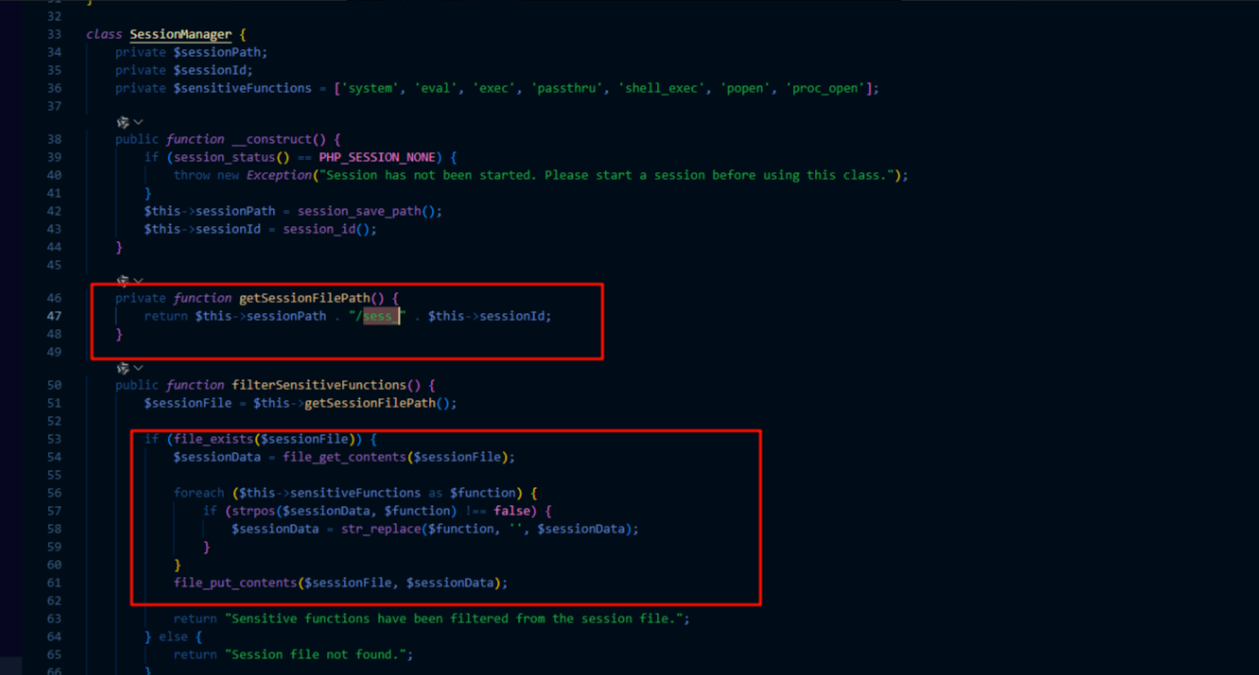 32
33 class SessionManager {
34 private $sessionPath;
35 private $sessionId;
36 private $sensitiveFunctions = ['system', 'eval', 'exec', 'passthru', 'shell_exec', 'popen', 'proc_open'];
37
38 public function __construct() {
39 if (session_status() == PHP_SESSION_NONE) {
40 throw new Exception("Session has not been started. Please start a session before using this class.");
41 }
42 $this->sessionPath = session_save_path();
43 $this->sessionId = session_id();
44 }
45
46 private function getSessionFilePath() {
47 return $this->sessionPath . "/sess_" . $this->sessionId;
48 }
49
50 public function filterSensitiveFunctions() {
51 $sessionFile = $this->getSessionFilePath();
52
53 if (file_exists($sessionFile)) {
54 $sessionData = file_get_contents($sessionFile);
55
56 foreach ($this->sensitiveFunctions as $function) {
57 if (strpos($sessionData, $function) !== false) {
58 $sessionData = str_replace($function, '', $sessionData);
59 }
60 }
61 file_put_contents($sessionFile, $sessionData);
62
63 return "Sensitive functions have been filtered from the session file.";
64 } else {
65 return "Session file not found.";
66 }